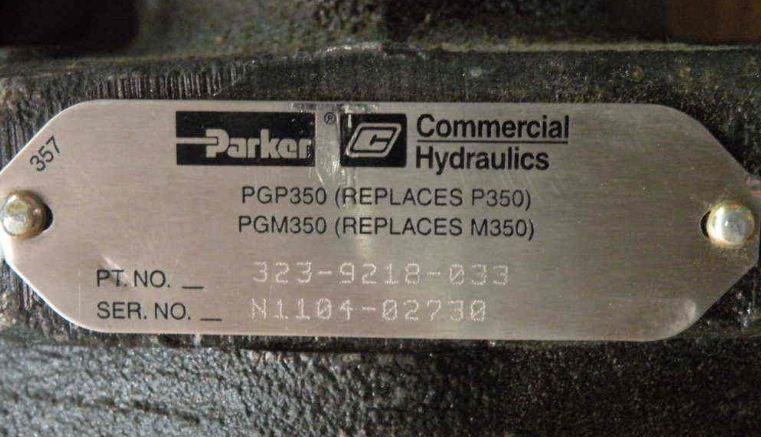 357
Parker ® C Commercial
Hydraulics
PGP350 (REPLACES P350)
PGM350 (REPLACES M350)
PT. NO. _ 323-9218-033
SER. NO. _ N1104-02730